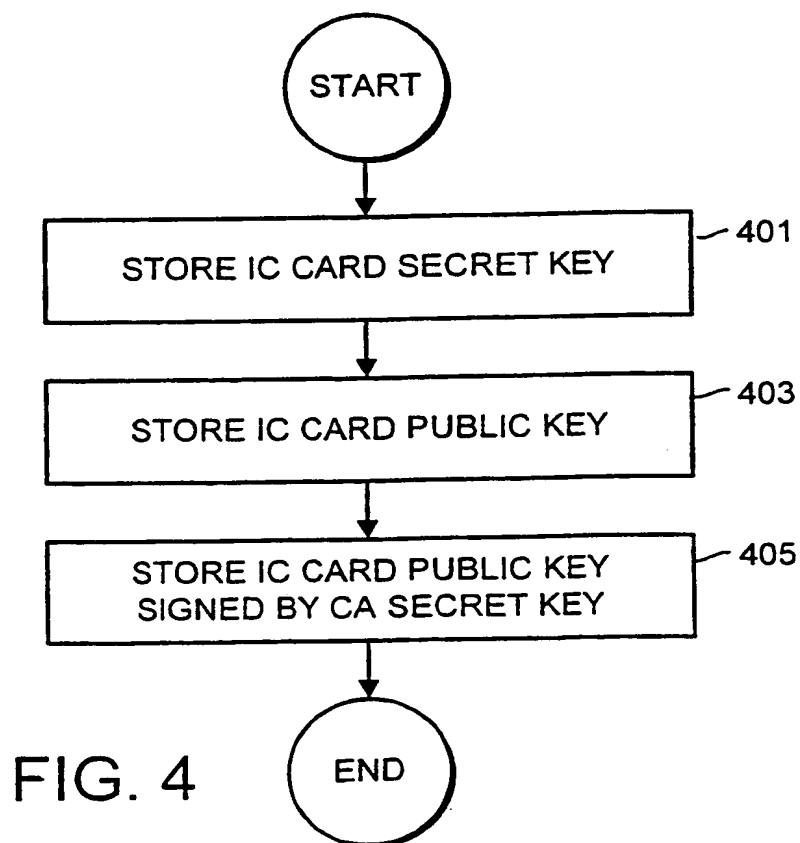 START
STORE IC CARD SECRET KEY
401
STORE IC CARD PUBLIC KEY
403
STORE IC CARD PUBLIC KEY
SIGNED BY CA SECRET KEY
405
END
FIG. 4